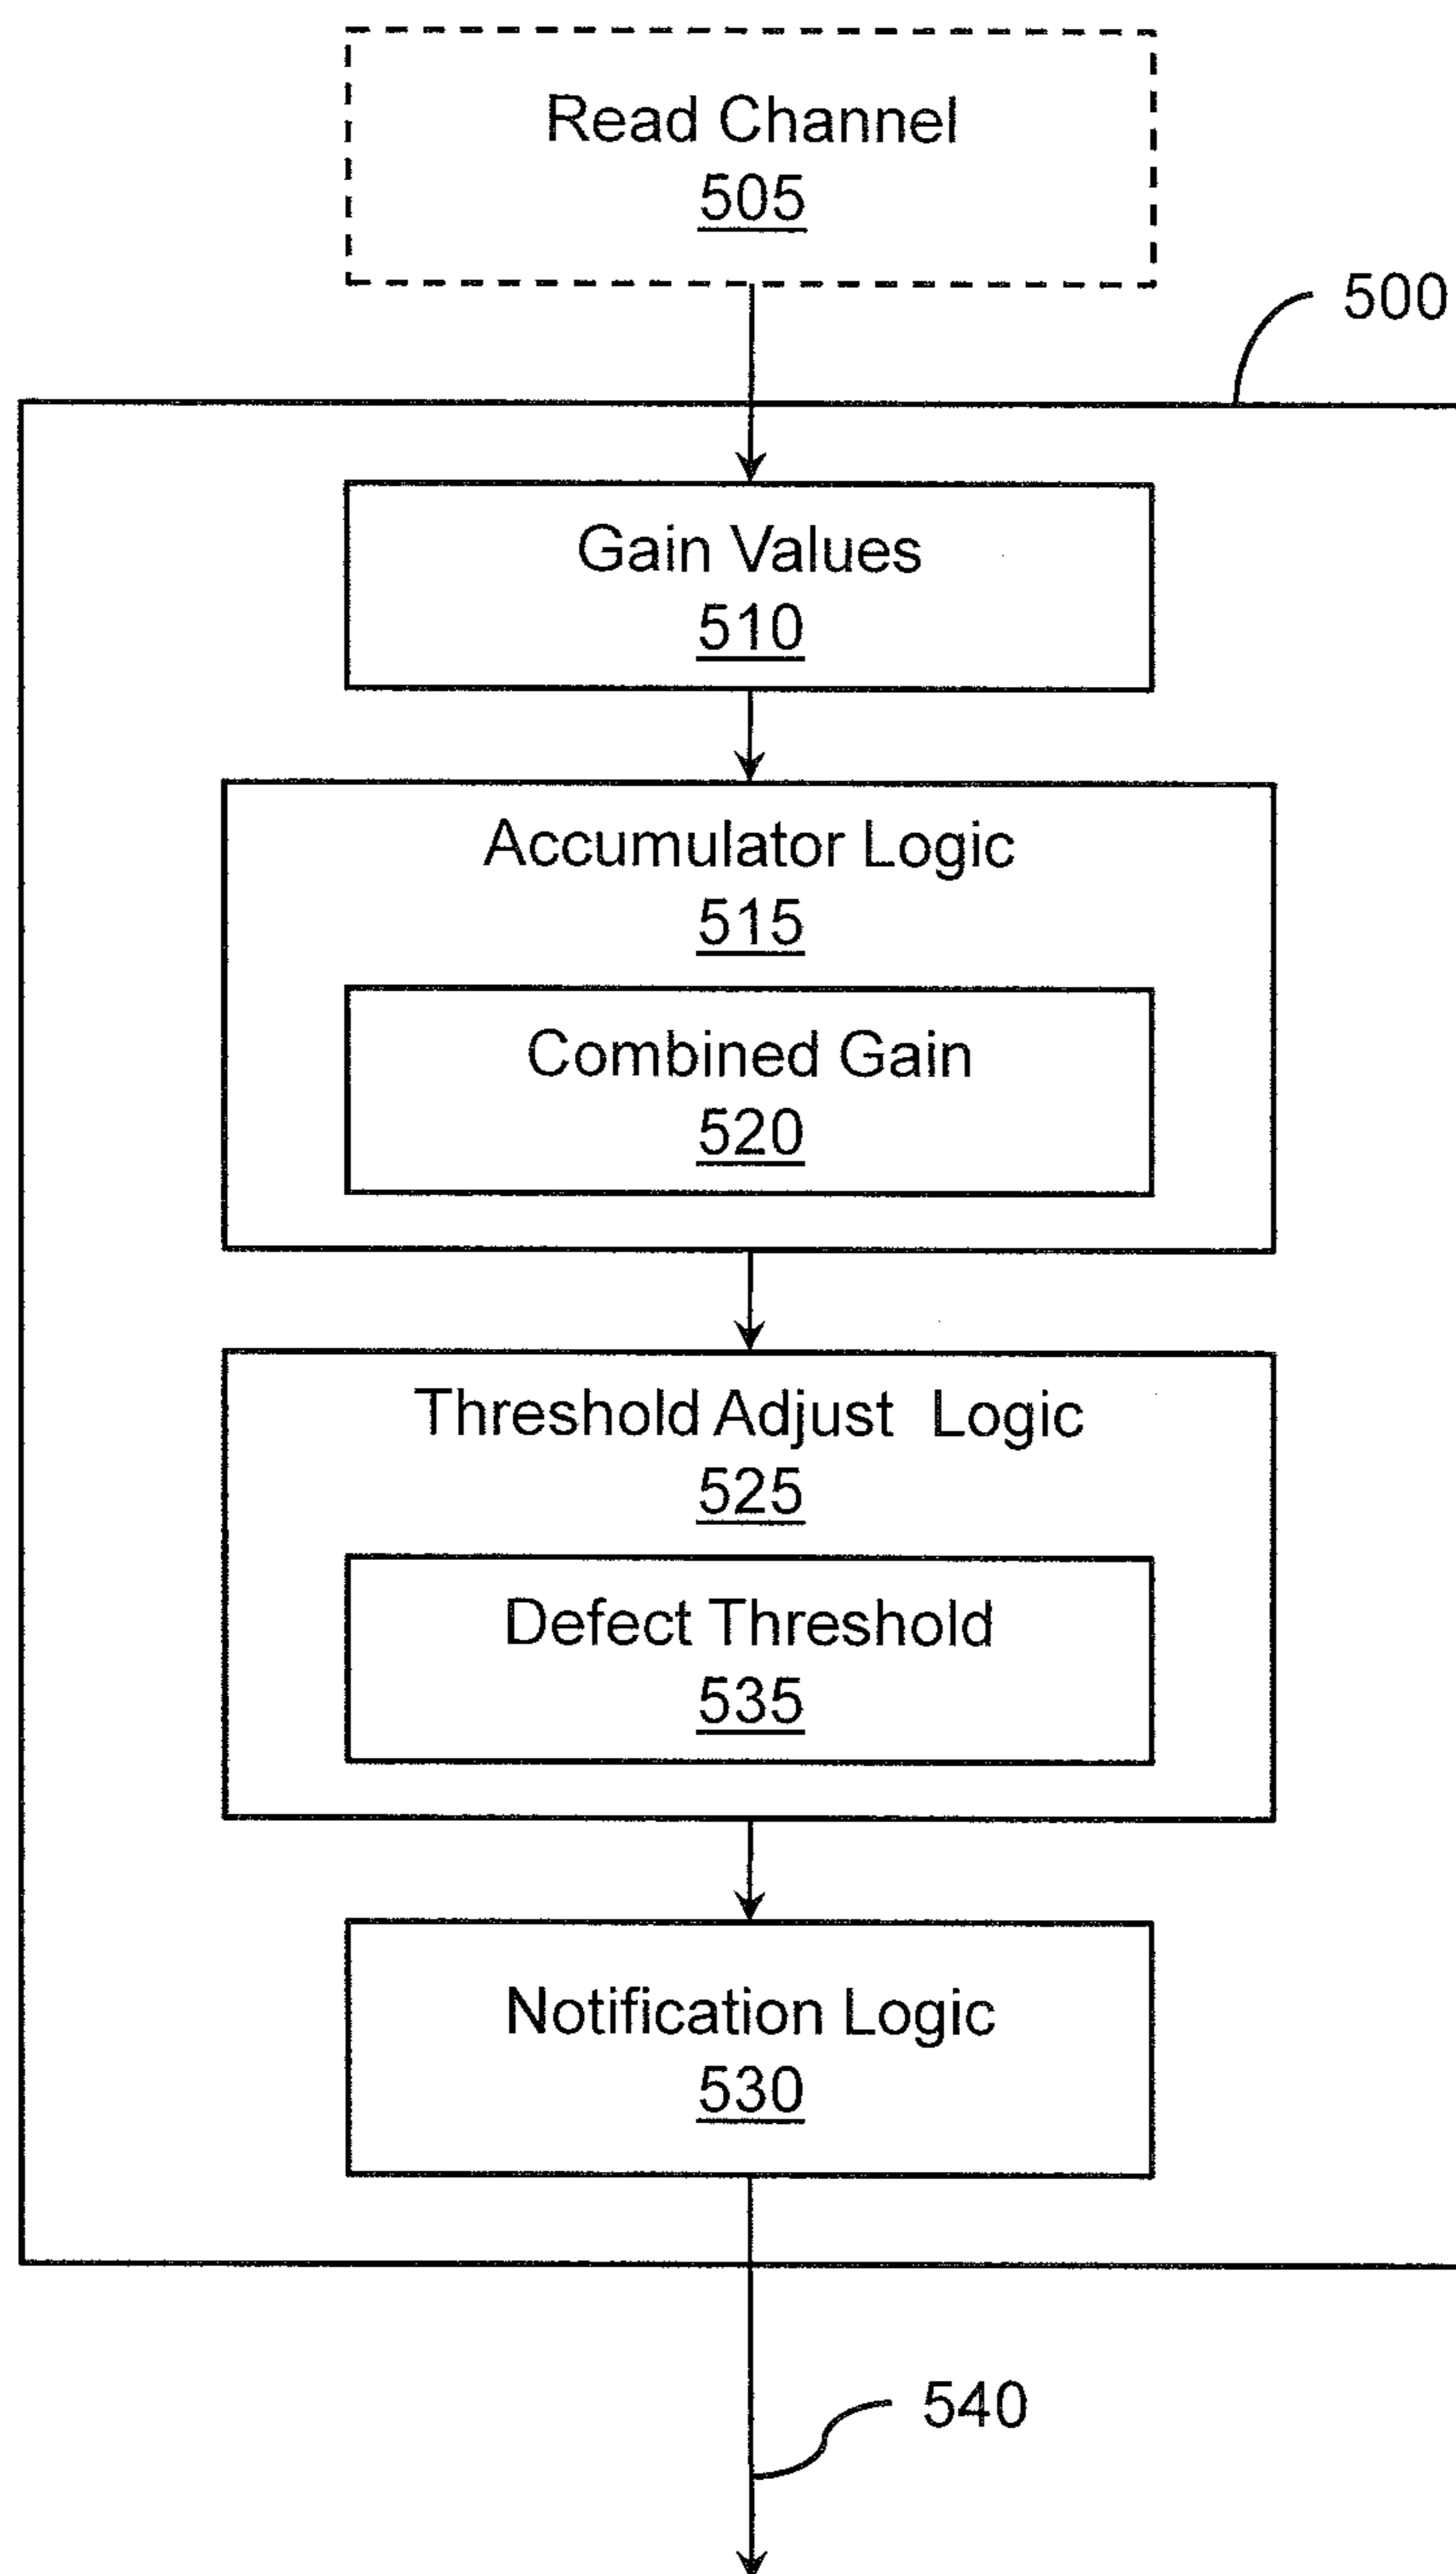 Read Channel
505
500
Gain Values
510
Accumulator Logic
515
Combined Gain
520
Threshold Adjust Logic
525
Defect Threshold
535
Notification Logic
530
540